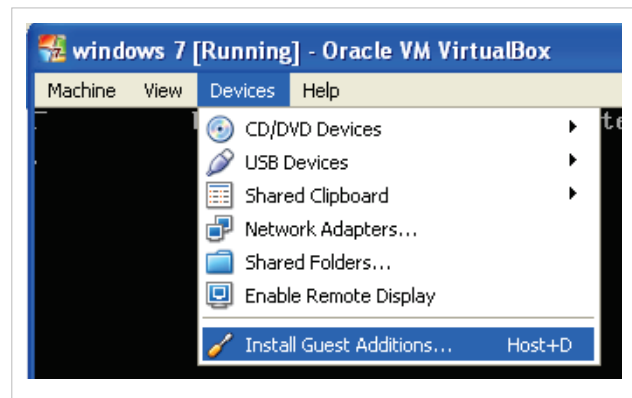 windows 7 [Running] - Oracle VM VirtualBox
Machine View Devices Help
CD/DVD Devices
USB Devices
Shared Clipboard
Network Adapters...
Shared Folders...
Enable Remote Display
Install Guest Additions... Host+D